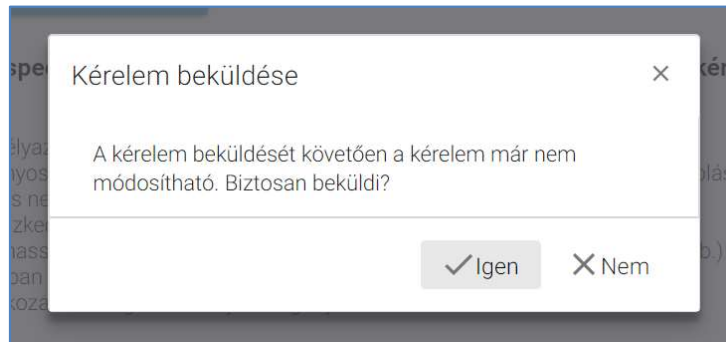 Kérelem beküldése
A kérelem beküldését követően a kérelem már nem
módosítható. Biztosan beküldi?
Igen
Nem